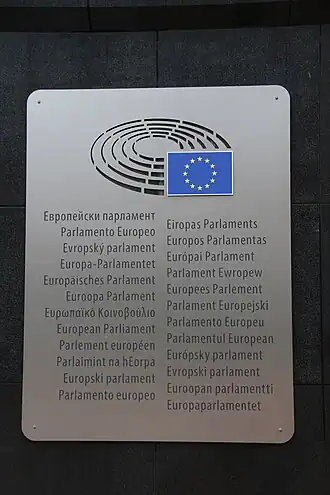 Европейски парламент
Parlamento Europeo
Evropský parlament
Europa-Parlamentet
Europäisches Parlament
Euroopa Parlament
Ευρωπαϊκό Κοινοβούλιο
European Parliament
Parlement européen
Parlaimint na hEorpa
Europski parlament
Parlamento europeo
Eiropas Parlaments
Europos Parlamentas
Európai Parlament
Parlament Ewropew
Europees Parlement
Parlament Europejski
Parlamento Europeu
Parlamentul European
Európsky parlament
Evropski parlament
Euroopan parlamentti
Europaparlamentet